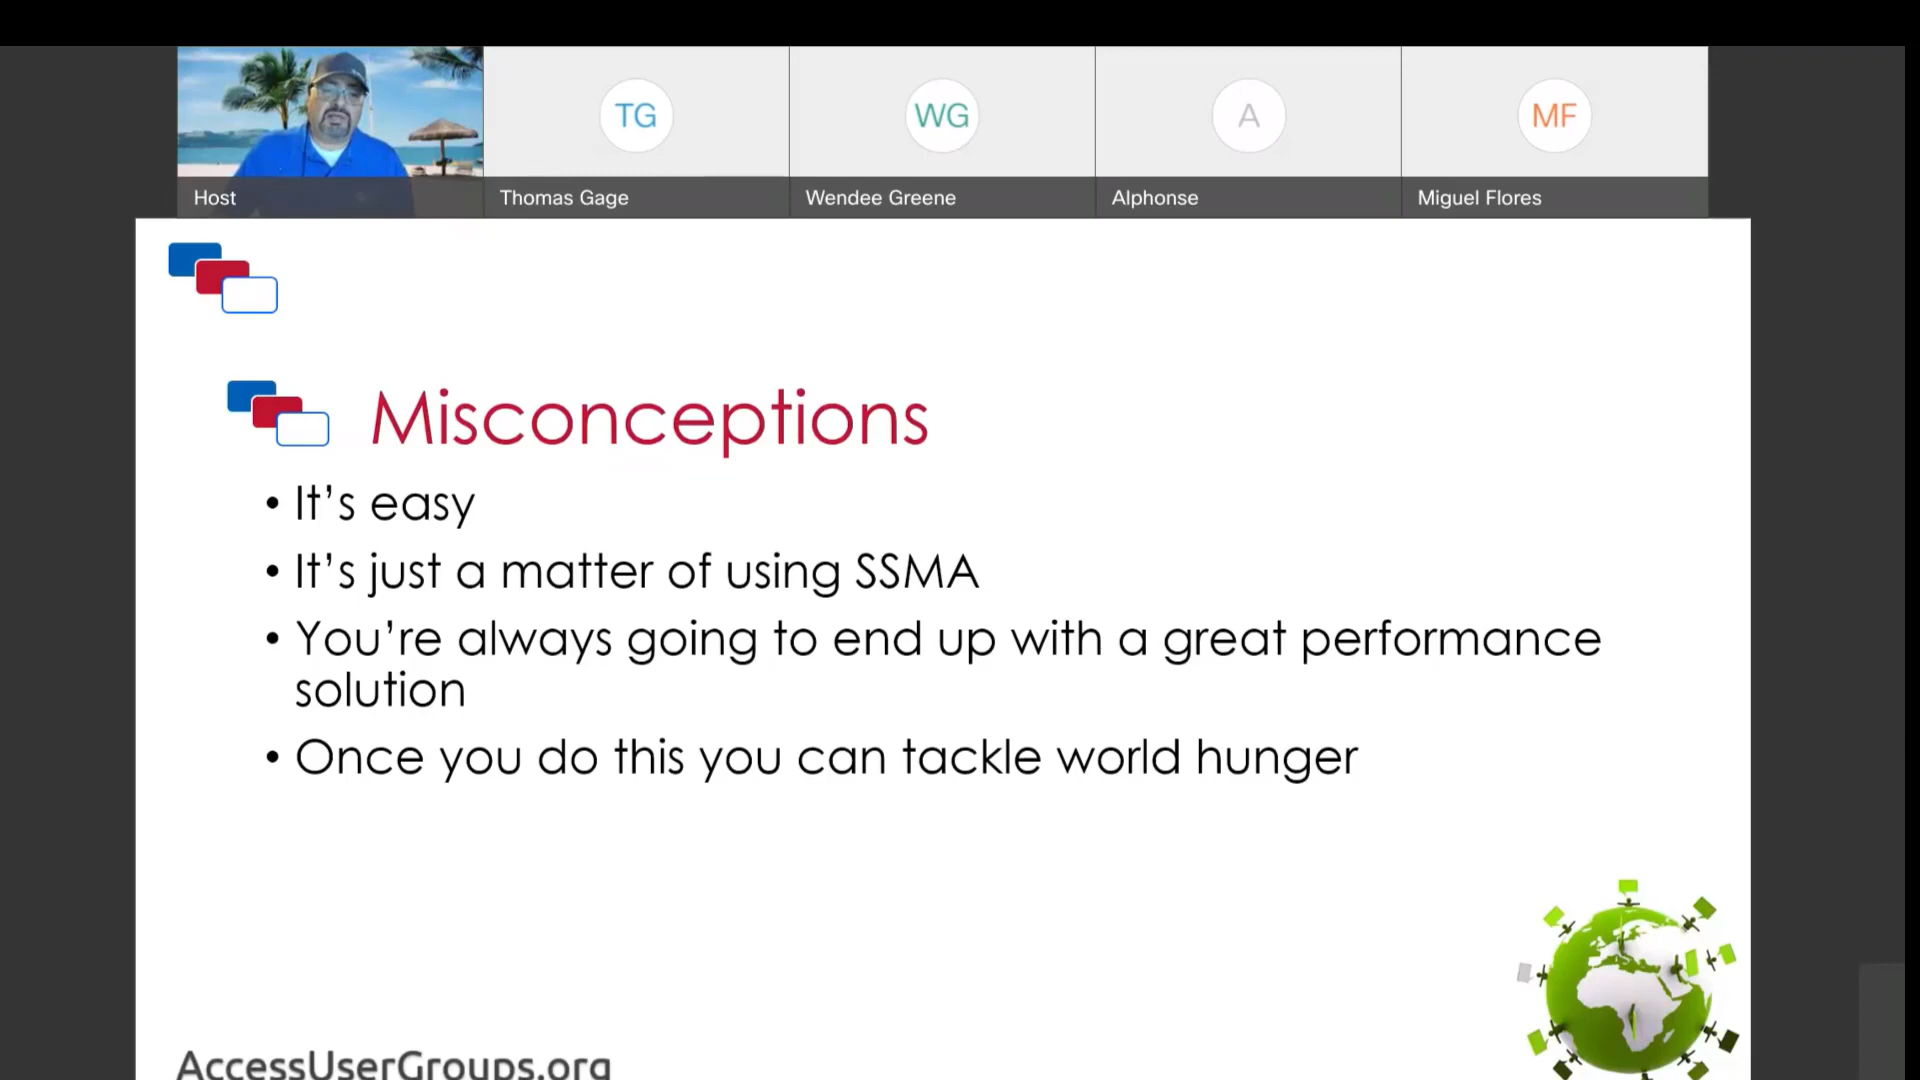 TG
WG
A
MF
Host
Thomas Gage
Wendee Greene
Alphonse
Miguel Flores
Misconceptions
• It’s easy
• It’s just a matter of using SSMA
• You’re always going to end up with a great performance
solution
• Once you do this you can tackle world hunger
AccessUserGroups.org